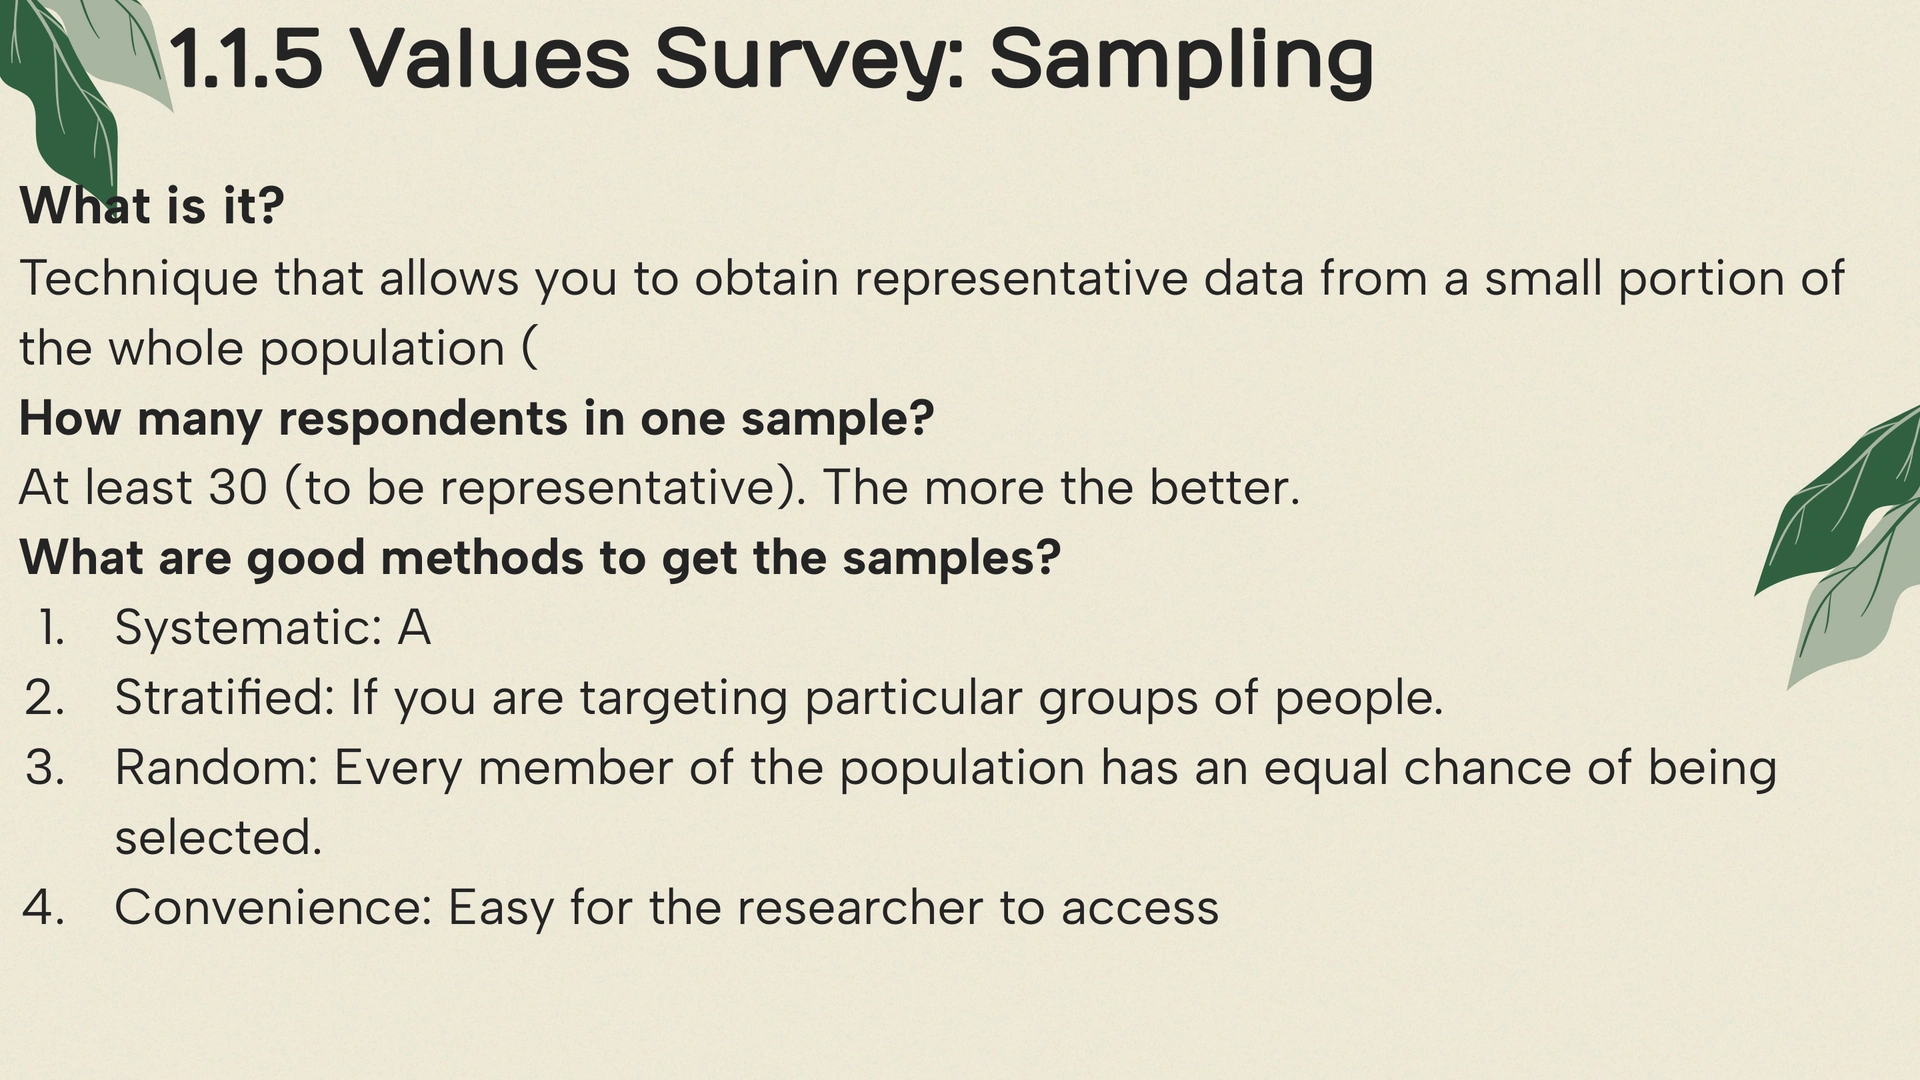 1.1.5 Values Survey: Sampling
What is it?
Technique that allows you to obtain representative data from a small portion of
the whole population (
How many respondents in one sample?
At least 30 (to be representative). The more the better.
What are good methods to get the samples?
1. Systematic: A
2. Stratified: If you are targeting particular groups of people.
3. Random: Every member of the population has an equal chance of being
selected.
4. Convenience: Easy for the researcher to access